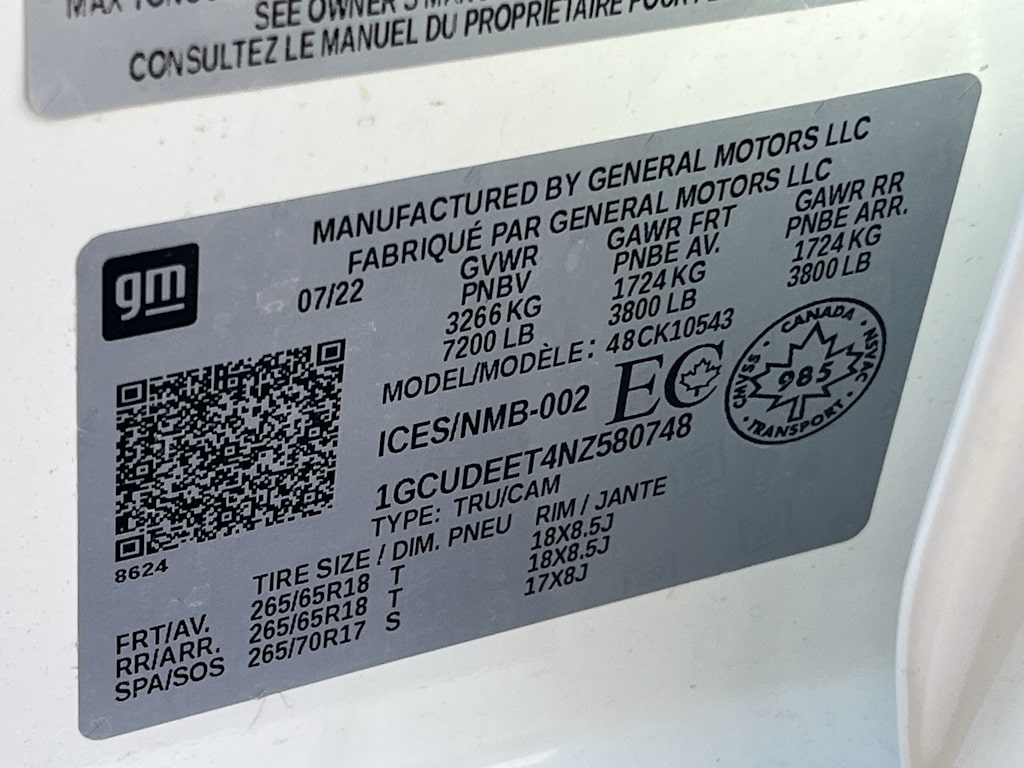 SEE OWNER'S
CONSULTEZ LE MANUEL DU PROPRIÉTAIRE POUR
MANUFACTURED BY GENERAL MOTORS LLC
FABRIQUÉ PAR GENERAL MOTORS LLC
gm
07/22
GVWR GAWR FRT GAWR RR
PNBV PNBE AV. PNBE ARR.
3266 KG 1724 KG 1724 KG
7200 LB 3800 LB 3800 LB
MODEL/MODÈLE: 48CK10543
ICES/NMB-002 EC
CANADA
CMVSS 985 NSVAC
TRANSPORT
1GCUDEET4NZ580748
TYPE: TRU/CAM
8624
TIRE SIZE / DIM. PNEU RIM / JANTE
FRT/AV. 265/65R18 T 18X8.5J
RR/ARR. 265/65R18 T 18X8.5J
SPA/SOS 265/70R17 S 17X8J